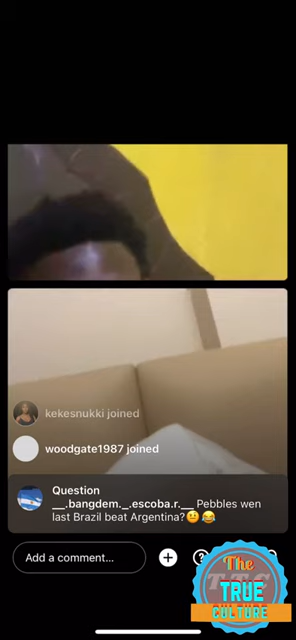 kekesnukki joined
woodgate1987 joined
Question
__.bangdem._.escoba.r.__ Pebbles wen
last Brazil beat Argentina?😐😂
Add a comment...
The
TRUE
CULTURE